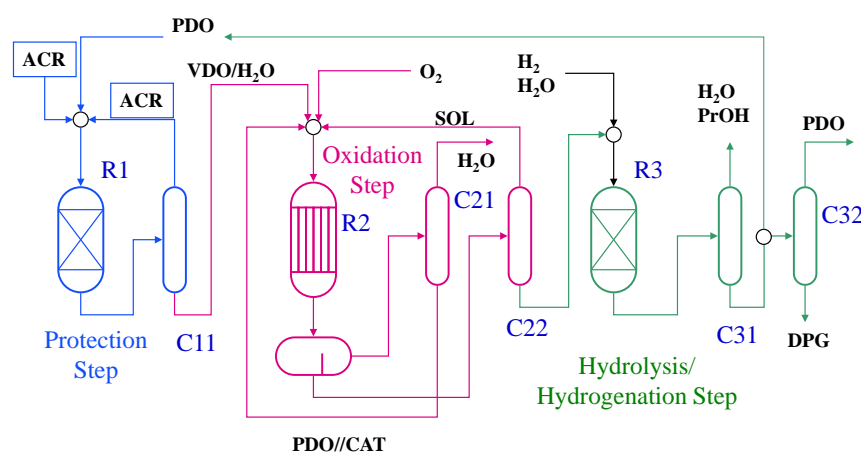 PDO
ACR
VDO/H₂O
O₂
H₂
H₂O
ACR
SOL
H₂O
PrOH
PDO
R1
Oxidation
Step
H₂O
R3
C21
R2
C32
Protection
Step
C11
C22
C31
DPG
Hydrolysis/
Hydrogenation Step
PDO//CAT